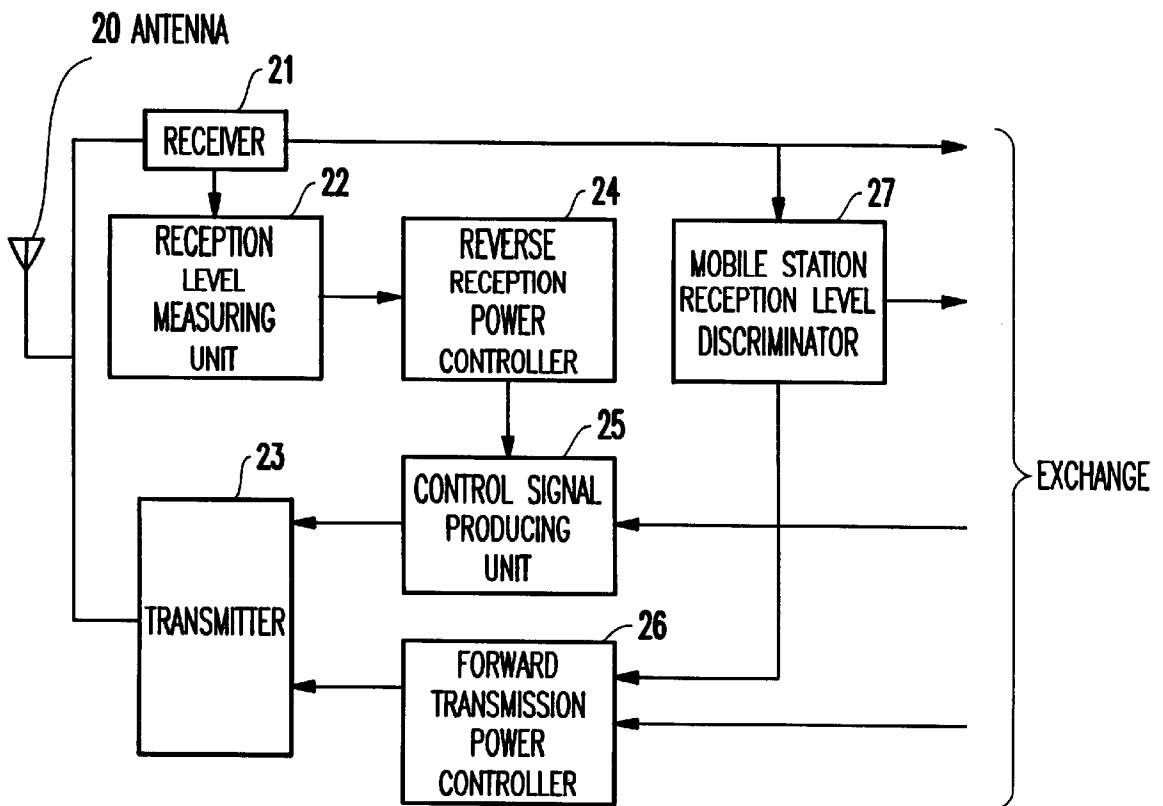 20 ANTENNA
21
RECEIVER
22
RECEPTION
LEVEL
MEASURING
UNIT
24
REVERSE
RECEPTION
POWER
CONTROLLER
27
MOBILE STATION
RECEPTION LEVEL
DISCRIMINATOR
23
TRANSMITTER
25
CONTROL SIGNAL
PRODUCING
UNIT
26
FORWARD
TRANSMISSION
POWER
CONTROLLER
EXCHANGE